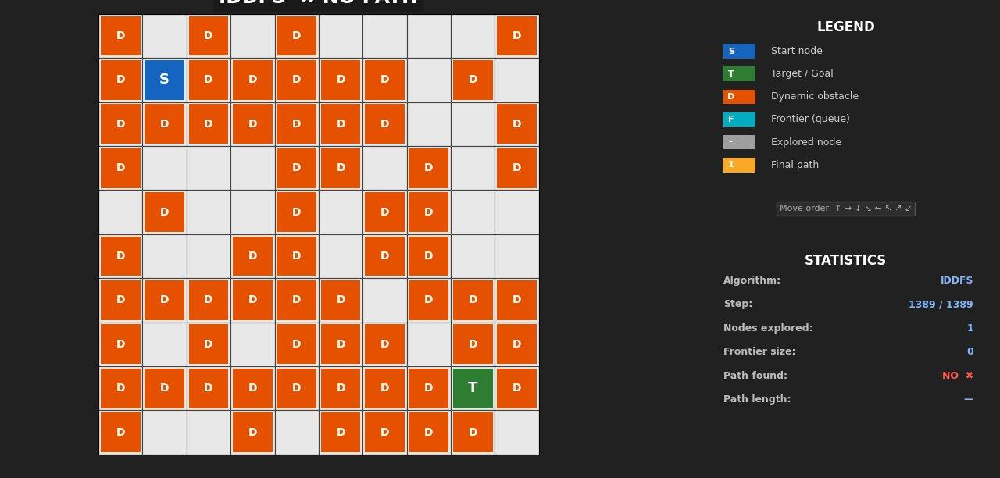 IDDFS ✖ NO PATH
D D D D
D S D D D D D D
D D D D D D D D
D D D D D
D D D D
D D D D D
D D D D D D D D D
D D D D D D D
D D D D D D D D T D
D D D D D D
LEGEND
S Start node
T Target / Goal
D Dynamic obstacle
F Frontier (queue)
· Explored node
1 Final path
Move order: ↑ → ↓ ↘ ← ↖ ↗ ↙
STATISTICS
Algorithm: IDDFS
Step: 1389 / 1389
Nodes explored: 1
Frontier size: 0
Path found: NO ✖
Path length: —